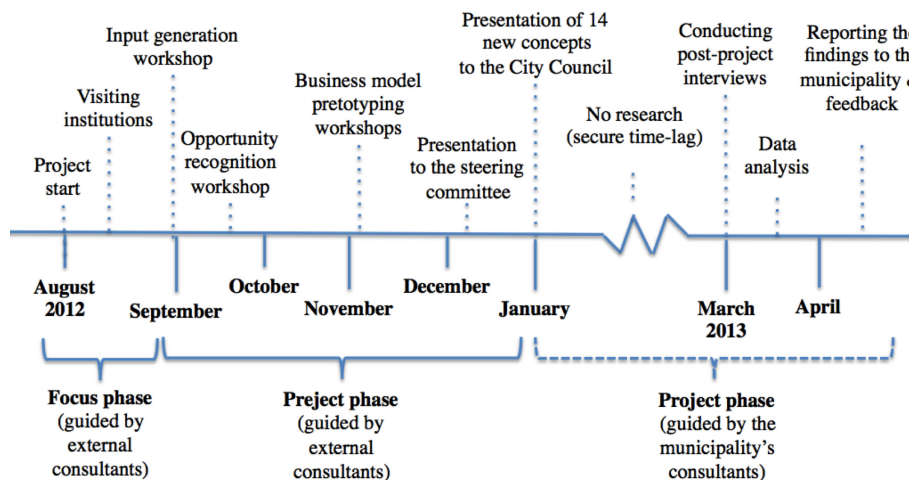 Project
start
Visiting
institutions
Input generation
workshop
Opportunity
recognition
workshop
Business model
pretotyping
workshops
Presentation
to the steering
committee
Presentation of 14
new concepts
to the City Council
No research
(secure time-lag)
Conducting
post-project
interviews
Data
analysis
Reporting the
findings to the
municipality &
feedback
August
2012
September
October
November
December
January
March
2013
April
Focus phase
(guided by
external
consultants)
Preject phase
(guided by
external
consultants)
Project phase
(guided by the
municipality's
consultants)